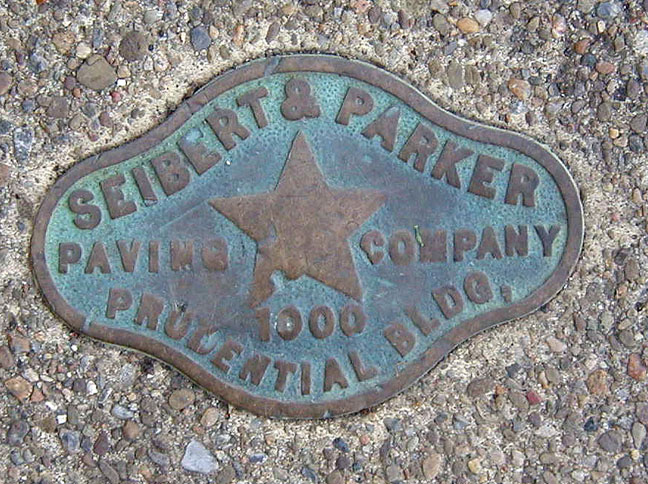 SEIBERT & PARKER
PAVING COMPANY
1000
PRUDENTIAL BLDG.